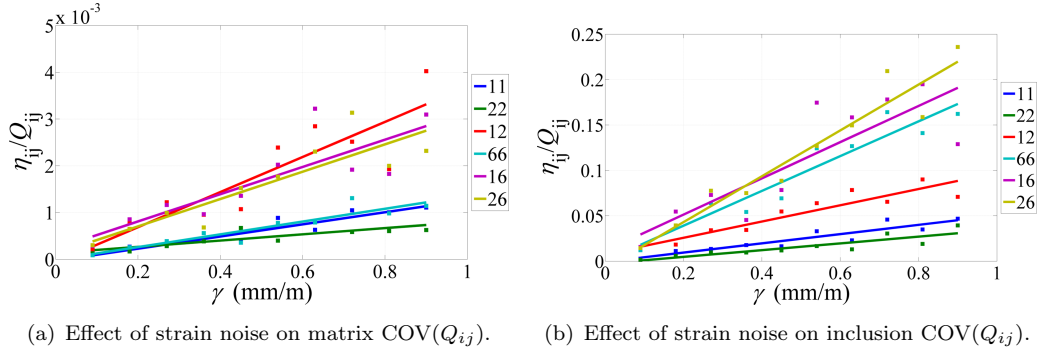 5 x 10⁻³
5
4
3
2
1
0
0 0.2 0.4 0.6 0.8 1
η_ij/Q_ij
γ (mm/m)
11
22
12
66
16
26
(a) Effect of strain noise on matrix COV(Q_ij).
0.25
0.2
0.15
0.1
0.05
0
0 0.2 0.4 0.6 0.8 1
η_ij/Q_ij
γ (mm/m)
11
22
12
66
16
26
(b) Effect of strain noise on inclusion COV(Q_ij).